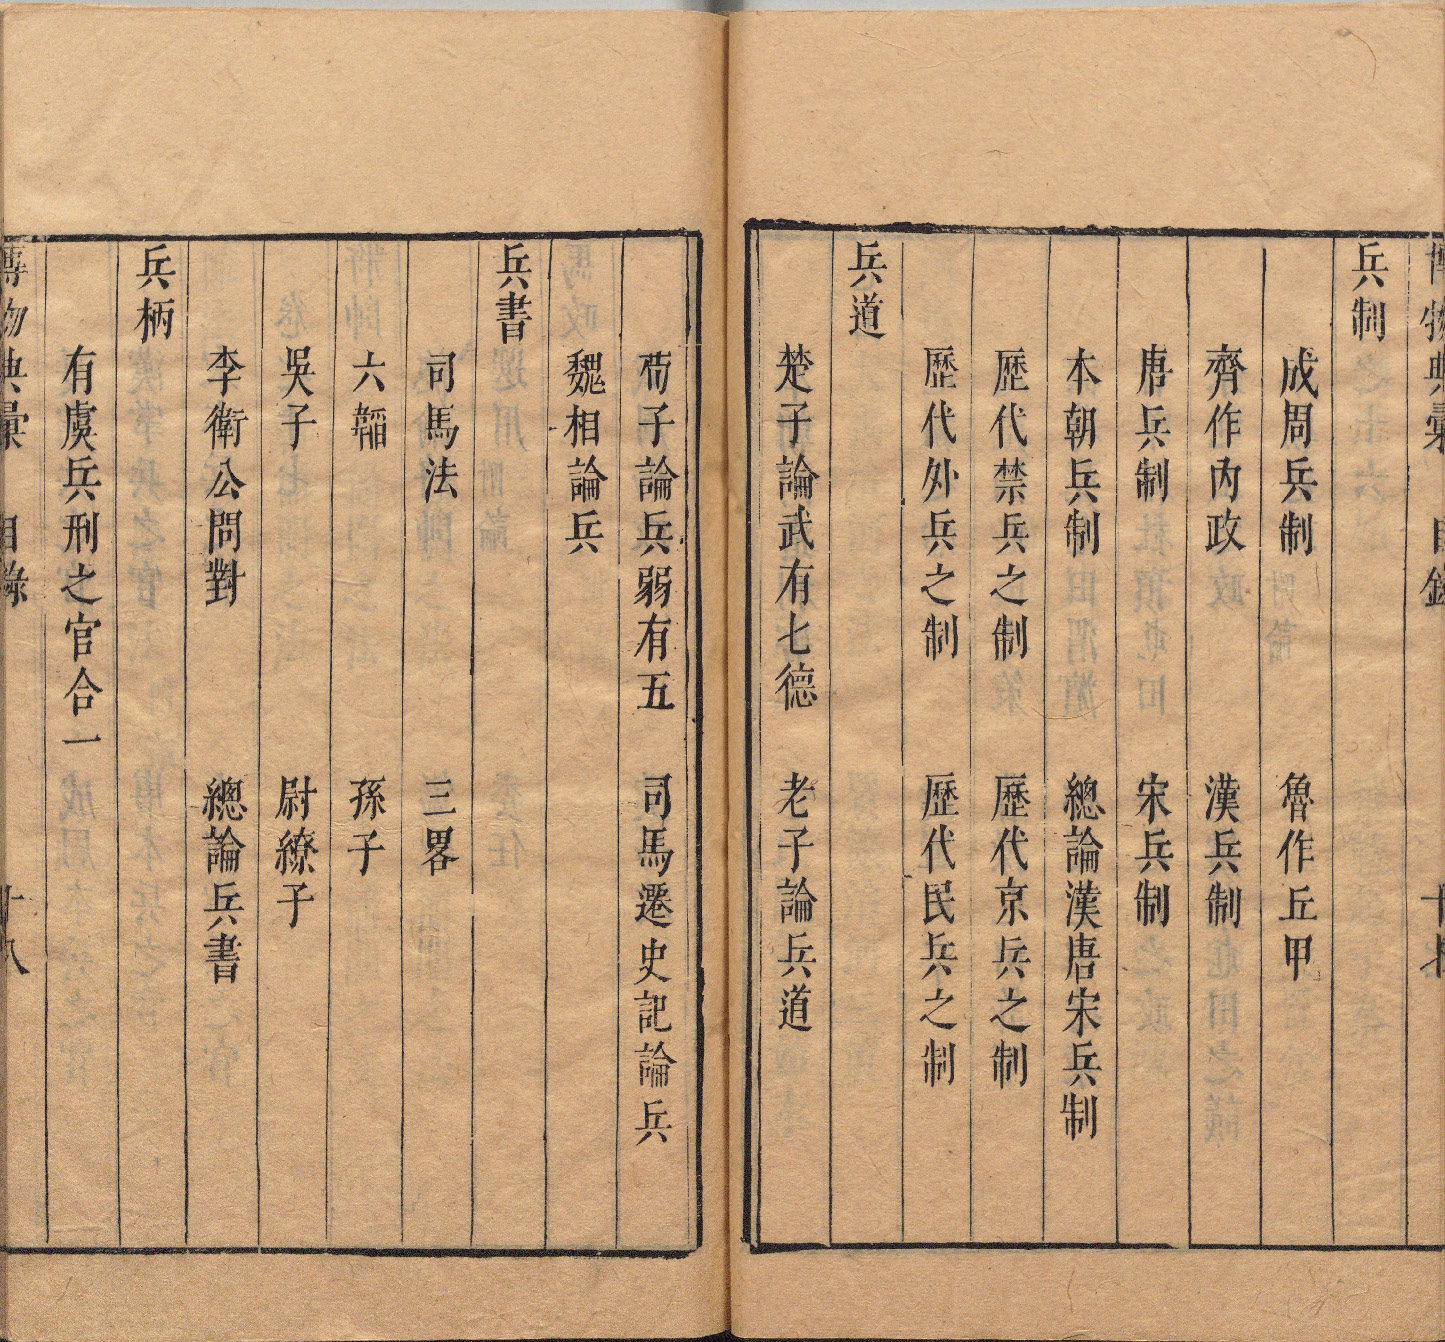 博物典彙　目錄　十七
兵制
成周兵制　魯作丘甲
齊作內政　漢兵制
唐兵制　宋兵制
本朝兵制　總論漢唐宋兵制
歷代禁兵之制　歷代京兵之制
歷代外兵之制　歷代民兵之制
兵道
楚子論武有七德　老子論兵道
荀子論兵弱有五　司馬遷史記論兵
魏相論兵
兵書
司馬法　三畧
六韜　孫子
吳子　尉繚子
李衛公問對　總論兵書
兵柄
有虞兵刑之官合一
博物典彙　目錄　十八